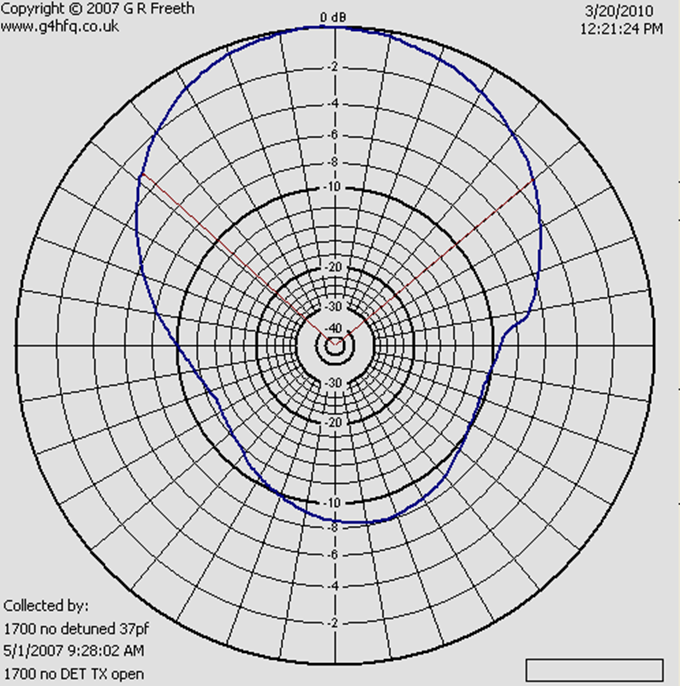 Copyright © 2007 G R Freeth
www.g4hfq.co.uk
3/20/2010
12:21:24 PM
0 dB
-2
-4
-6
-8
-10
-20
-30
-40
-30
-20
-10
-8
-6
-4
-2
Collected by:
1700 no detuned 37pf
5/1/2007 9:28:02 AM
1700 no DET TX open